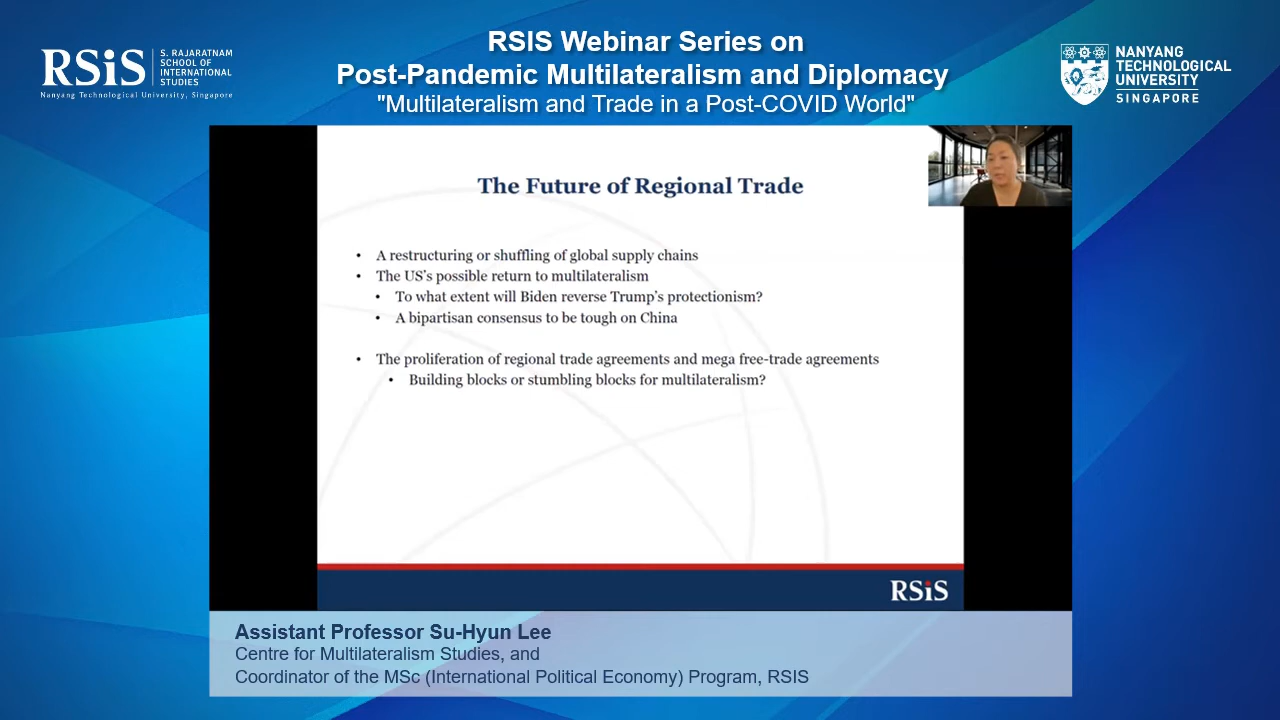 RSiS
S. RAJARATNAM
SCHOOL OF
INTERNATIONAL
STUDIES
Nanyang Technological University, Singapore
RSIS Webinar Series on
Post-Pandemic Multilateralism and Diplomacy
"Multilateralism and Trade in a Post-COVID World"
NANYANG
TECHNOLOGICAL
UNIVERSITY
SINGAPORE
The Future of Regional Trade
• A restructuring or shuffling of global supply chains
• The US's possible return to multilateralism
• To what extent will Biden reverse Trump's protectionism?
• A bipartisan consensus to be tough on China
• The proliferation of regional trade agreements and mega free-trade agreements
• Building blocks or stumbling blocks for multilateralism?
RSiS
Assistant Professor Su-Hyun Lee
Centre for Multilateralism Studies, and
Coordinator of the MSc (International Political Economy) Program, RSIS